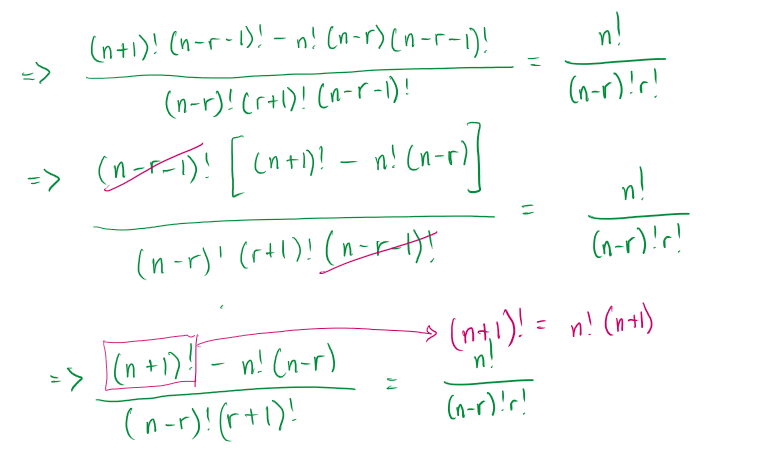 => ((n+1)! (n-r-1)! - n! (n-r) (n-r-1)!) / ((n-r)! (r+1)! (n-r-1)!) = n! / ((n-r)! r!)
=> ((n-r-1)! [(n+1)! - n! (n-r)]) / ((n-r)! (r+1)! (n-r-1)!) = n! / ((n-r)! r!)
(n+1)! = n! (n+1)
=> ((n+1)! - n! (n-r)) / ((n-r)! (r+1)!) = n! / ((n-r)! r!)